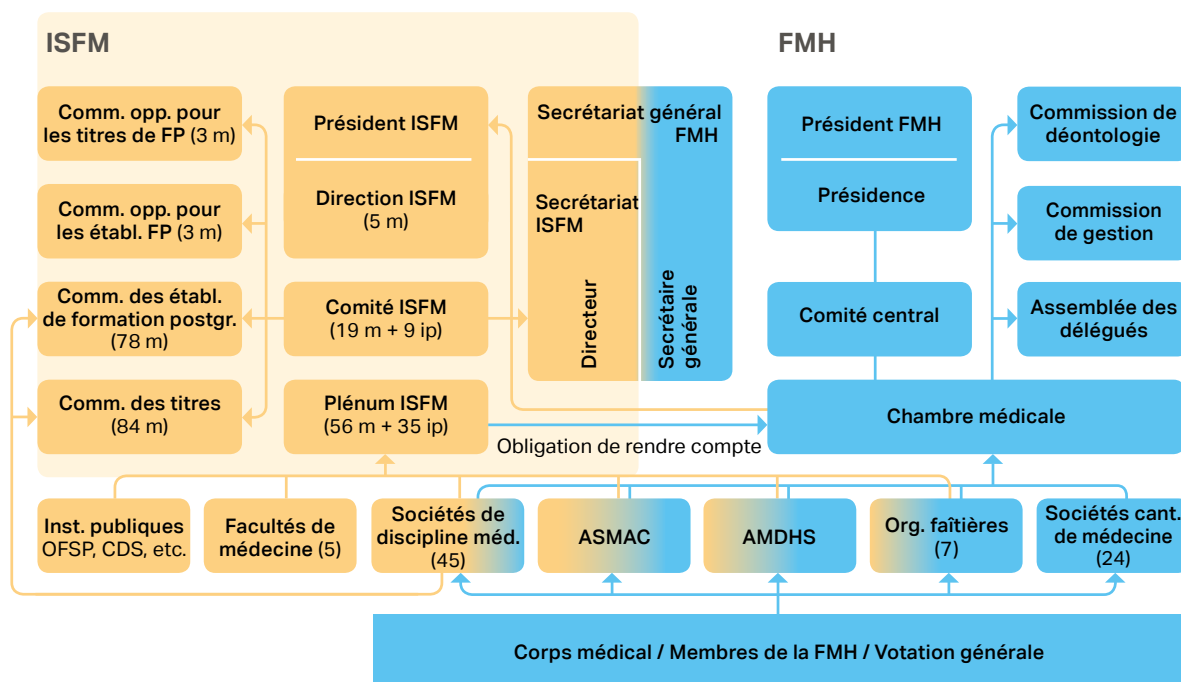 ISFM
FMH
Comm. opp. pour
les titres de FP (3 m)
Président ISFM
Secrétariat général
FMH
Président FMH
Commission de
déontologie
Comm. opp. pour
les établ. FP (3 m)
Direction ISFM
(5 m)
Secrétariat
ISFM
Présidence
Commission
de gestion
Comm. des établ.
de formation postgr.
(78 m)
Comité ISFM
(19 m + 9 ip)
Directeur
Secrétaire
générale
Comité central
Assemblée des
délégués
Comm. des titres
(84 m)
Plénum ISFM
(56 m + 35 ip)
Obligation de rendre compte
Chambre médicale
Inst. publiques
OFSP, CDS, etc.
Facultés de
médecine (5)
Sociétés de
discipline méd.
(45)
ASMAC
AMDHS
Org. faîtières
(7)
Sociétés cant.
de médecine
(24)
Corps médical / Membres de la FMH / Votation générale